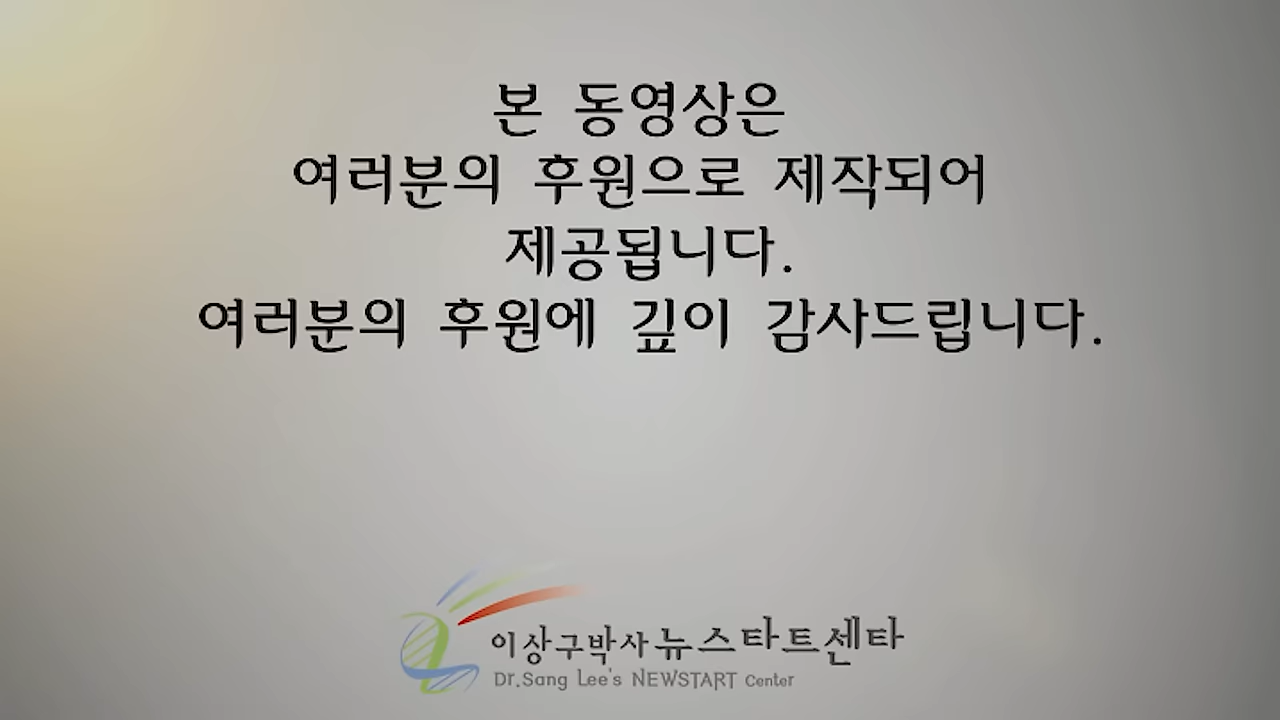 본 동영상은
여러분의 후원으로 제작되어
제공됩니다.
여러분의 후원에 깊이 감사드립니다.
이상구박사 뉴스타트센타
Dr.Sang Lee's NEWSTART Center